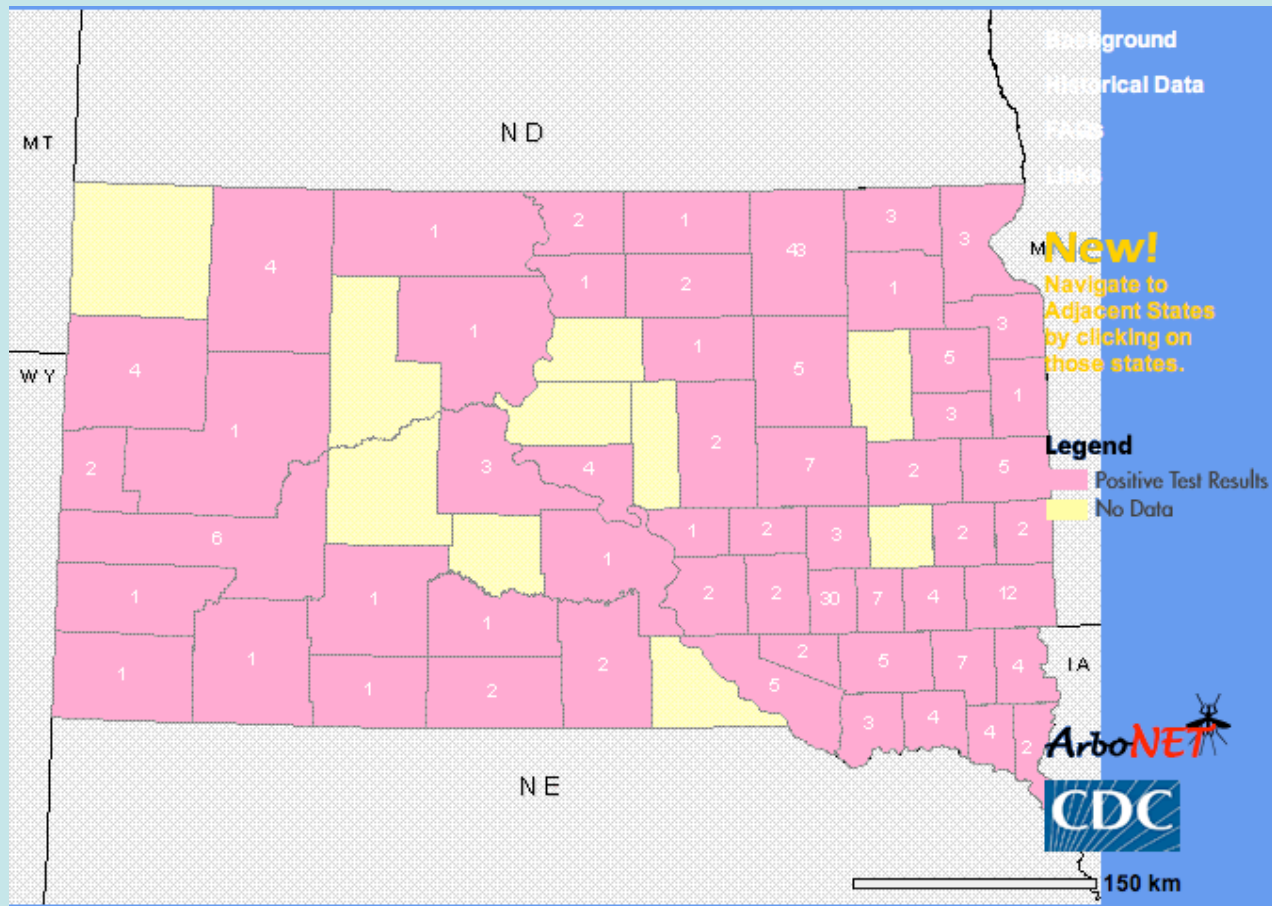 Background
Historical Data
FAQs
Links
MT
ND
M
New!
Navigate to
Adjacent States
by clicking on
those states.
WY
Legend
Positive Test Results
No Data
1
2
1
43
3
3
4
1
2
1
1
3
4
1
5
5
1
1
3
2
2
3
4
7
2
5
6
1
2
3
2
2
1
1
1
2
2
30
7
4
12
1
1
1
1
2
2
2
5
5
7
4
3
4
4
2
IA
NE
ArboNET
CDC
150 km